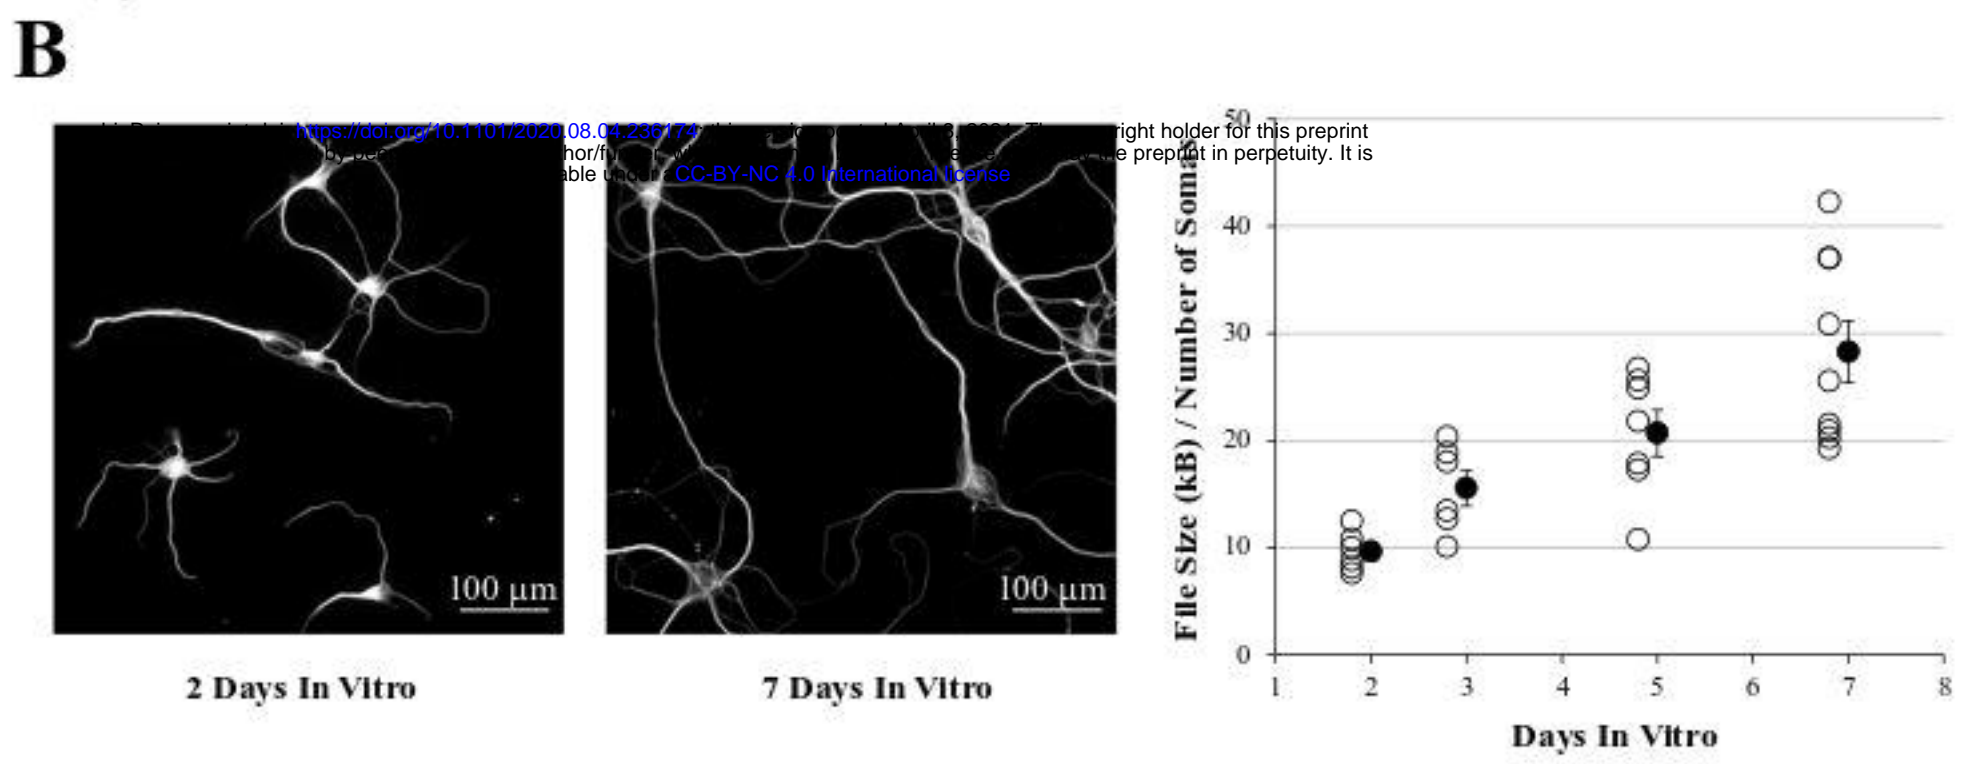 B
https://doi.org/10.1101/2020.08.04.236174 right holder for this preprint
the preprint in perpetuity. It is
under a CC-BY-NC 4.0 International license
100 µm
100 µm
2 Days In Vitro
7 Days In Vitro
File Size (kB) / Number of Somas
50
40
30
20
10
0
1 2 3 4 5 6 7 8
Days In Vitro